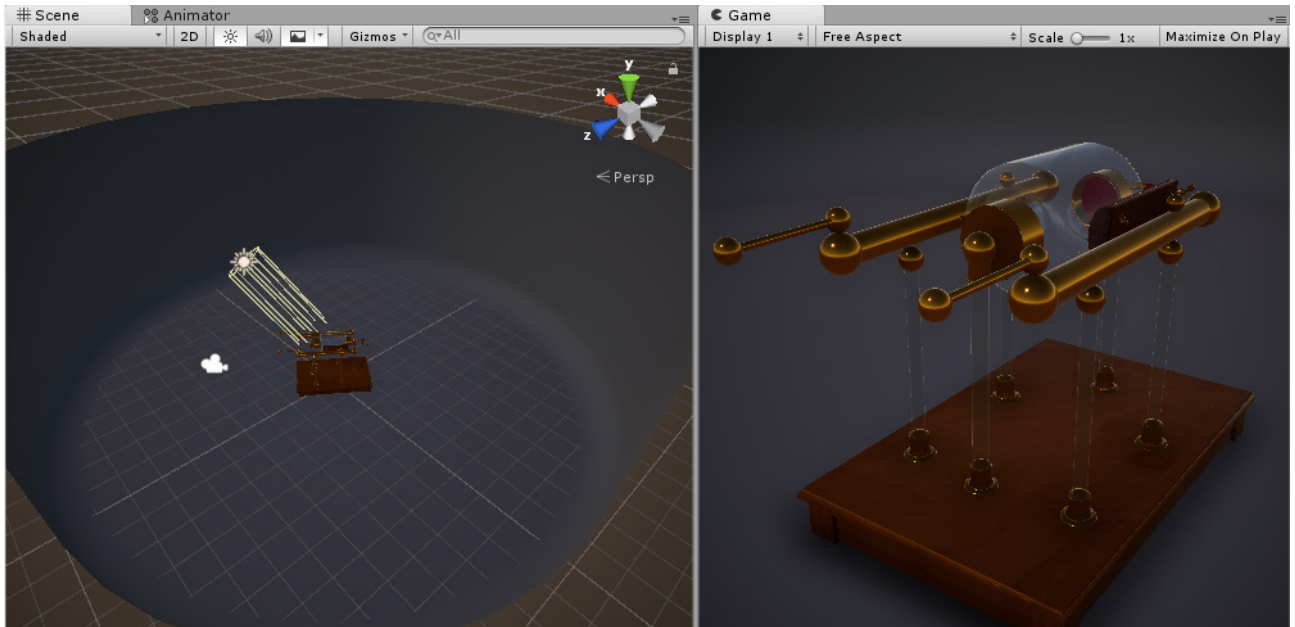 Scene Animator
Shaded 2D Gizmos All
y
x
z
Persp
Game
Display 1 Free Aspect Scale 1x Maximize On Play